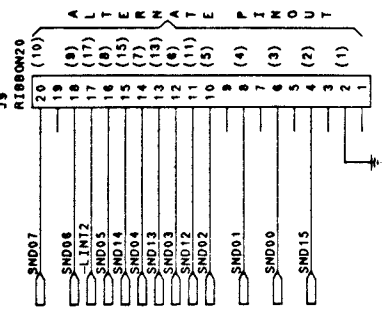 J9
RIBBON20
SND07 20 (10)
19
SND06 18 (9)
-LINT2 17 (17)
SND05 16 (8)
SND14 15 (15)
SND04 14 (7)
SND13 13 (13)
SND03 12 (6)
SND12 11 (11)
SND02 10 (5)
9
SND01 8 (4)
7
SND00 6 (3)
5
SND15 4 (2)
3
2 (1)
1
ALTERNATE PINOUT